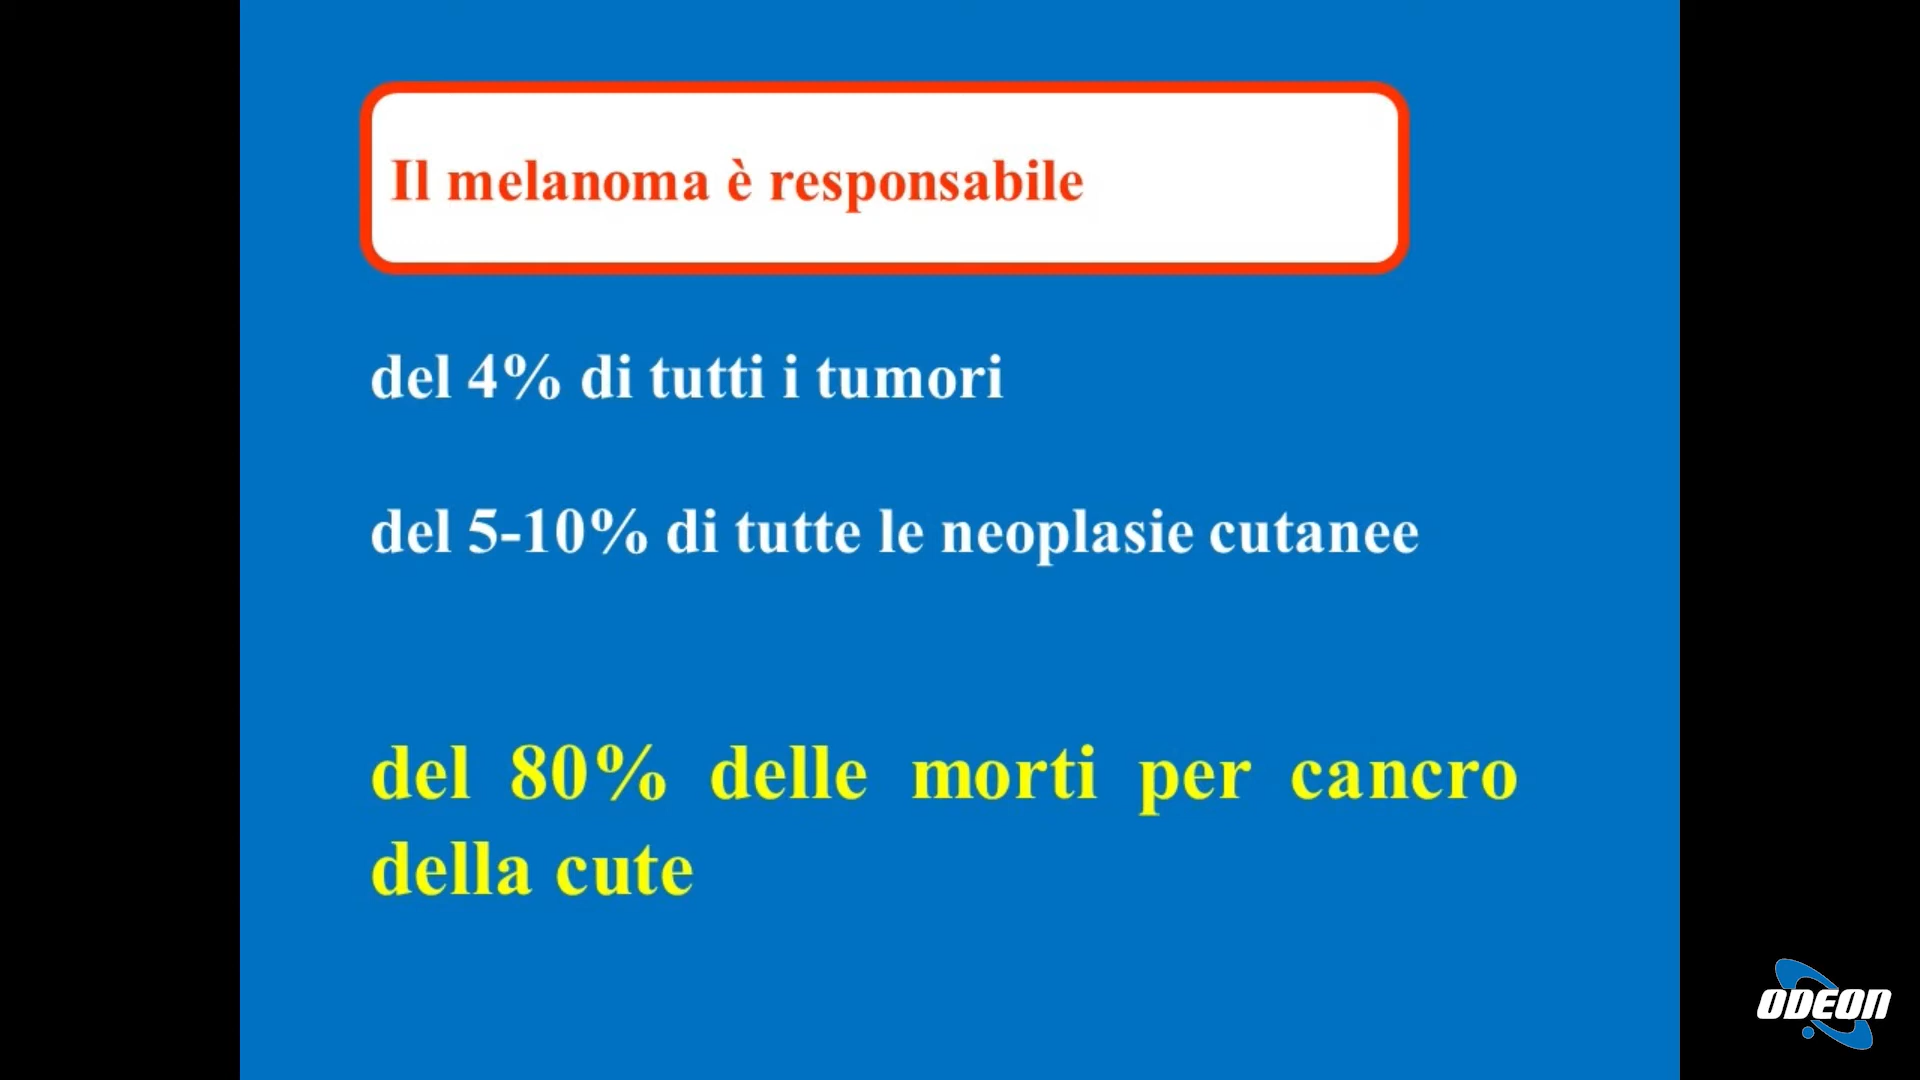 Il melanoma è responsabile
del 4% di tutti i tumori
del 5-10% di tutte le neoplasie cutanee
del 80% delle morti per cancro
della cute
ODEON